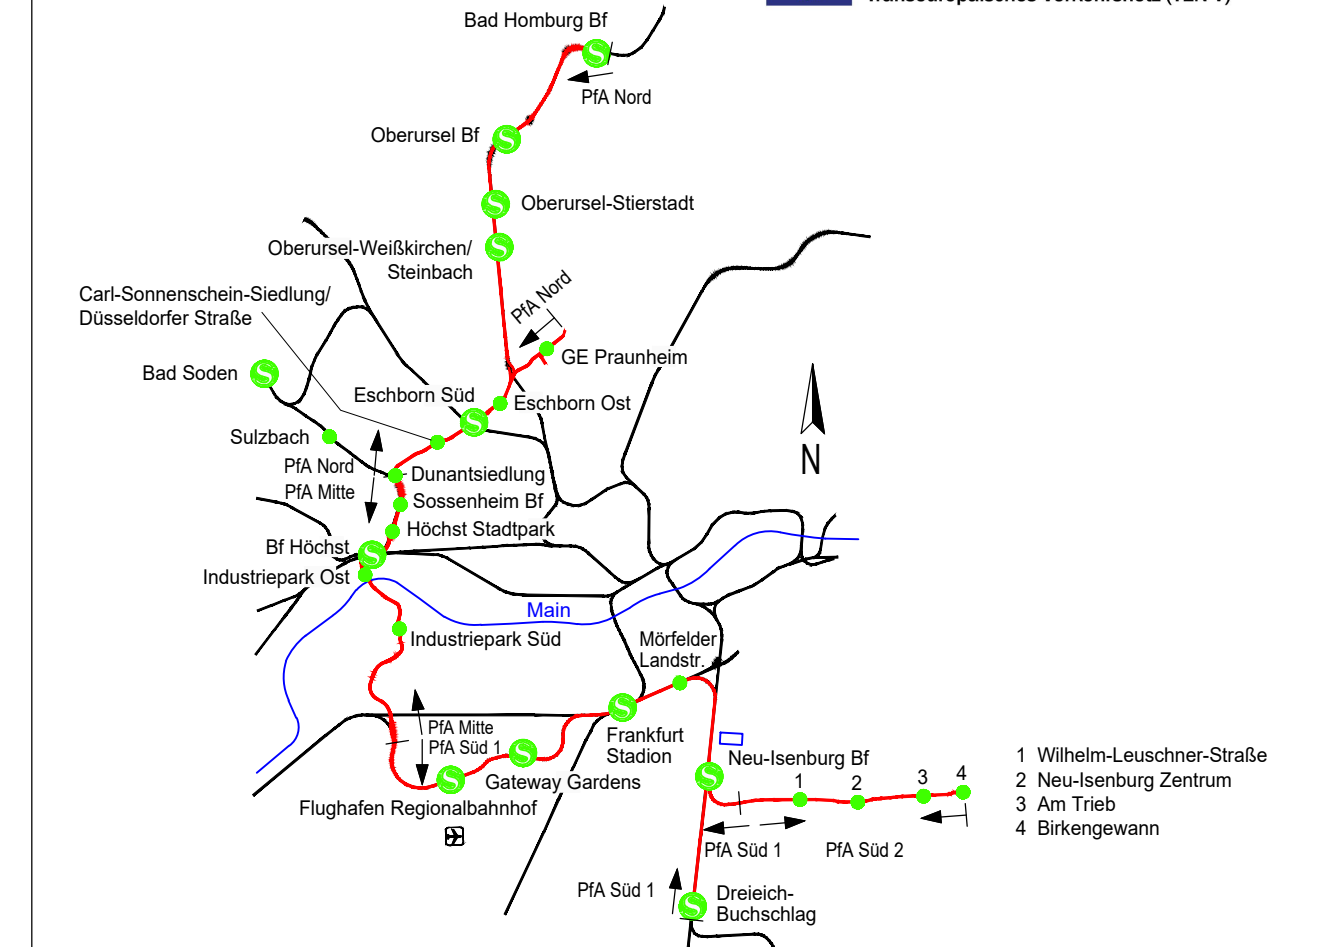 Transeuropäisches Verkehrsnetz (TEN-V)
Bad Homburg Bf
PfA Nord
Oberursel Bf
Oberursel-Stierstadt
Oberursel-Weißkirchen/
Steinbach
PfA Nord
Carl-Sonnenschein-Siedlung/
Düsseldorfer Straße
GE Praunheim
Bad Soden
Eschborn Süd
Eschborn Ost
Sulzbach
PfA Nord
PfA Mitte
Dunantsiedlung
Sossenheim Bf
Höchst Stadtpark
Bf Höchst
Industriepark Ost
N
Main
Industriepark Süd
Mörfelder
Landstr.
PfA Mitte
PfA Süd 1
Frankfurt
Stadion
Gateway Gardens
Flughafen Regionalbahnhof
Neu-Isenburg Bf
1
2
3
4
PfA Süd 1
PfA Süd 2
1 Wilhelm-Leuschner-Straße
2 Neu-Isenburg Zentrum
3 Am Trieb
4 Birkengewann
PfA Süd 1
Dreieich-
Buchschlag